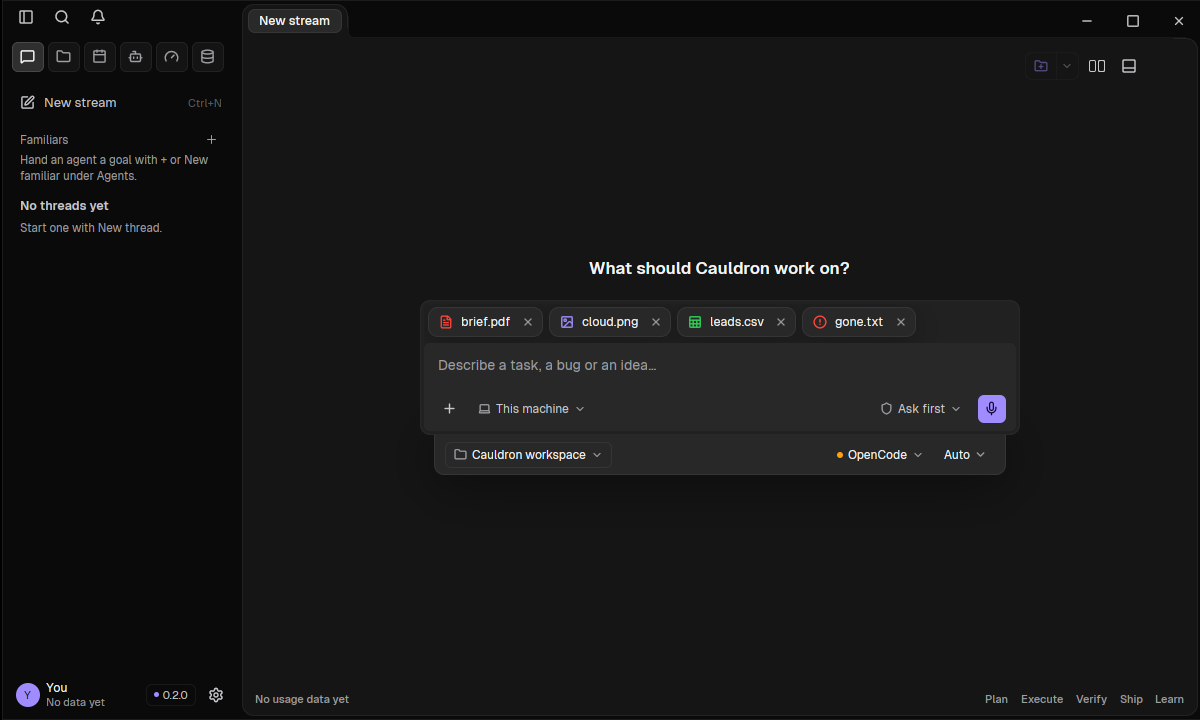 New stream
New stream Ctrl+N
Familiars
Hand an agent a goal with + or New
familiar under Agents.
No threads yet
Start one with New thread.
What should Cauldron work on?
brief.pdf cloud.png leads.csv gone.txt
Describe a task, a bug or an idea…
This machine Ask first
Cauldron workspace OpenCode Auto
Y You
No data yet
0.2.0
No usage data yet Plan Execute Verify Ship Learn